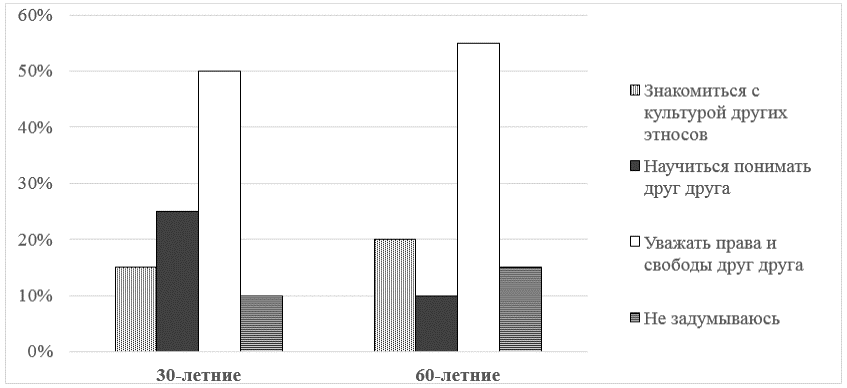 60%
50%
40%
30%
20%
10%
0%
30-летние
60-летние
Знакомиться с
культурой других
этносов
Научиться понимать
друг друга
Уважать права и
свободы друг друга
Не задумываюсь